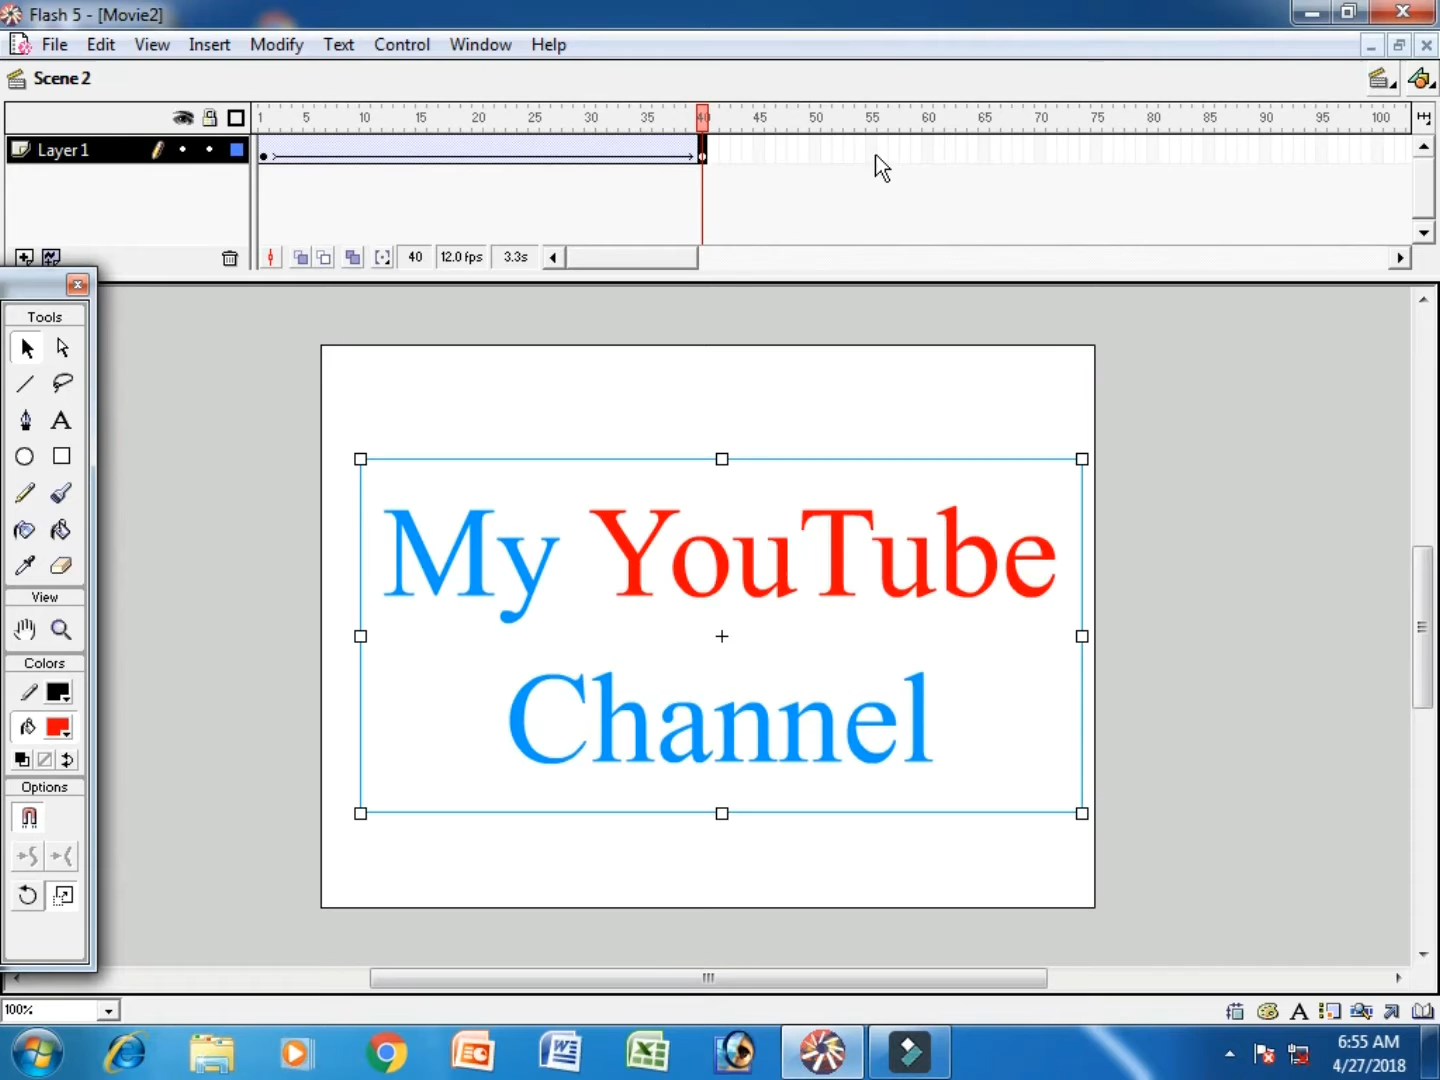 Flash 5 - [Movie2]
File Edit View Insert Modify Text Control Window Help
Scene 2
1 5 10 15 20 25 30 35 40 45 50 55 60 65 70 75 80 85 90 95 100
Layer 1
40 12.0 fps 3.3s
Tools
View
Colors
Options
My YouTube
Channel
100%
6:55 AM
4/27/2018